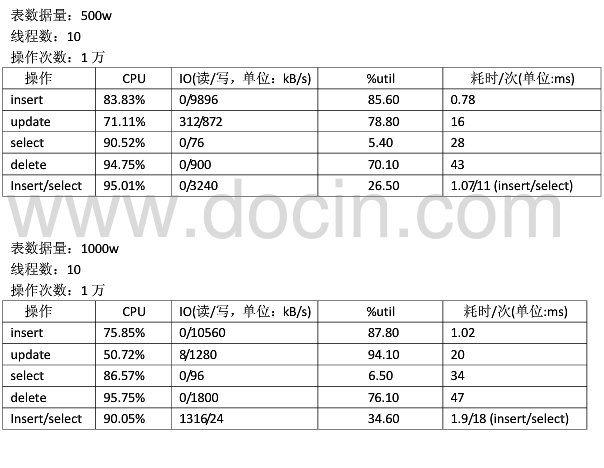 表数据量：500w
线程数：10
操作次数：1 万
操作 CPU IO(读/写，单位：kB/s) %util 耗时/次(单位:ms)
insert 83.83% 0/9896 85.60 0.78
update 71.11% 312/872 78.80 16
select 90.52% 0/76 5.40 28
delete 94.75% 0/900 70.10 43
Insert/select 95.01% 0/3240 26.50 1.07/11 (insert/select)
www.docin.com
表数据量：1000w
线程数：10
操作次数：1 万
操作 CPU IO(读/写，单位：kB/s) %util 耗时/次(单位:ms)
insert 75.85% 0/10560 87.80 1.02
update 50.72% 8/1280 94.10 20
select 86.57% 0/96 6.50 34
delete 95.75% 0/1800 76.10 47
Insert/select 90.05% 1316/24 34.60 1.9/18 (insert/select)